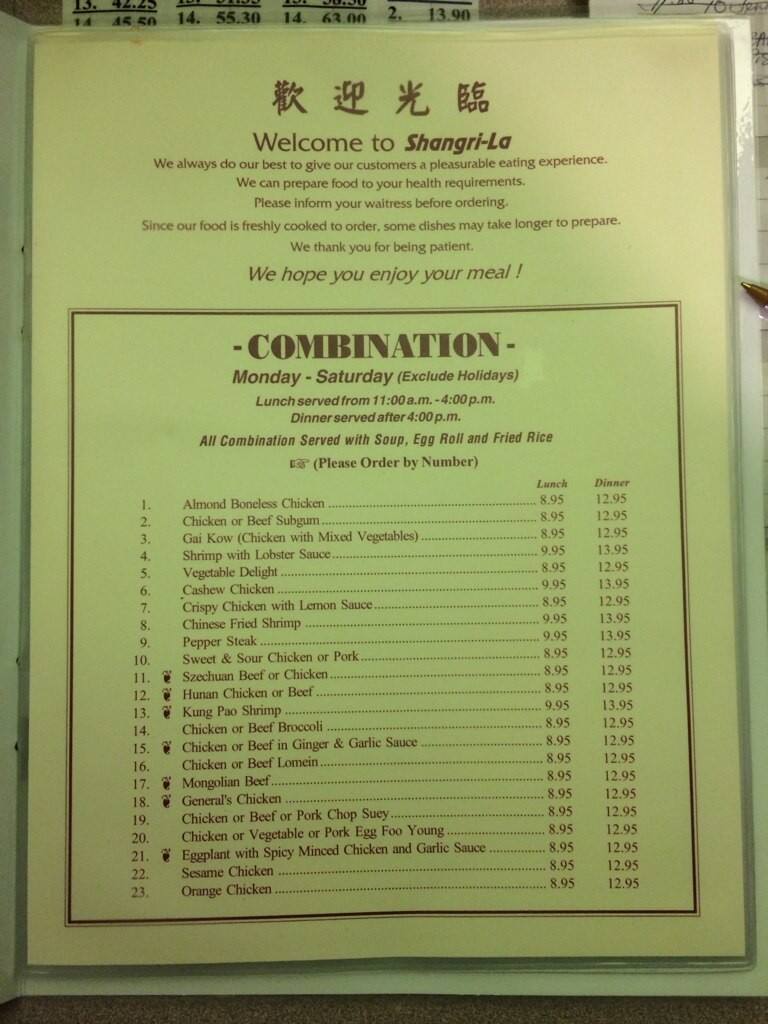 13. 42.25
14. 45.50
14. 55.30
14. 63.00
2. 13.90
歡迎光臨
Welcome to Shangri-La
We always do our best to give our customers a pleasurable eating experience.
We can prepare food to your health requirements.
Please inform your waitress before ordering.
Since our food is freshly cooked to order, some dishes may take longer to prepare.
We thank you for being patient.
We hope you enjoy your meal !
- COMBINATION -
Monday - Saturday (Exclude Holidays)
Lunch served from 11:00 a.m. - 4:00 p.m.
Dinner served after 4:00 p.m.
All Combination Served with Soup, Egg Roll and Fried Rice
☞ (Please Order by Number)
Lunch Dinner
1. Almond Boneless Chicken 8.95 12.95
2. Chicken or Beef Subgum 8.95 12.95
3. Gai Kow (Chicken with Mixed Vegetables) 8.95 12.95
4. Shrimp with Lobster Sauce 9.95 13.95
5. Vegetable Delight 8.95 12.95
6. Cashew Chicken 9.95 13.95
7. Crispy Chicken with Lemon Sauce 8.95 12.95
8. Chinese Fried Shrimp 9.95 13.95
9. Pepper Steak 9.95 13.95
10. Sweet & Sour Chicken or Pork 8.95 12.95
11. Szechuan Beef or Chicken 8.95 12.95
12. Hunan Chicken or Beef 8.95 12.95
13. Kung Pao Shrimp 9.95 13.95
14. Chicken or Beef Broccoli 8.95 12.95
15. Chicken or Beef in Ginger & Garlic Sauce 8.95 12.95
16. Chicken or Beef Lomein 8.95 12.95
17. Mongolian Beef 8.95 12.95
18. General's Chicken 8.95 12.95
19. Chicken or Beef or Pork Chop Suey 8.95 12.95
20. Chicken or Vegetable or Pork Egg Foo Young 8.95 12.95
21. Eggplant with Spicy Minced Chicken and Garlic Sauce 8.95 12.95
22. Sesame Chicken 8.95 12.95
23. Orange Chicken 8.95 12.95